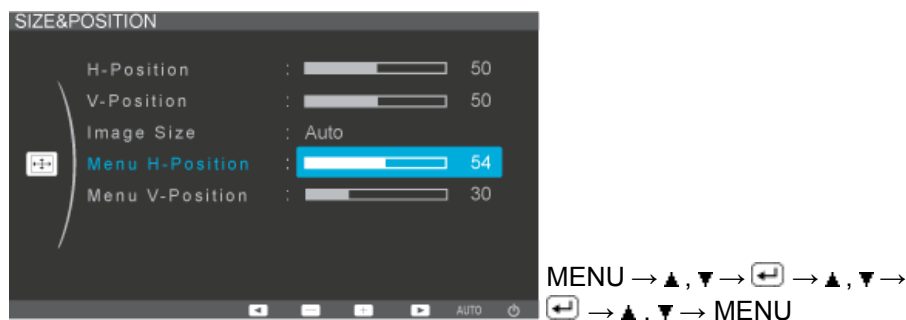 SIZE&POSITION
H-Position : 50
V-Position : 50
Image Size : Auto
Menu H-Position : 54
Menu V-Position : 30
AUTO
MENU → ▲ , ▼ → ↵ → ▲ , ▼ →
↵ → ▲ , ▼ → MENU